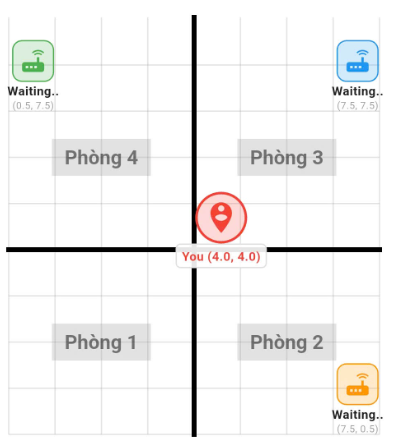 Waiting..
(0.5, 7.5)
Waiting..
(7.5, 7.5)
Phòng 4
Phòng 3
You (4.0, 4.0)
Phòng 1
Phòng 2
Waiting..
(7.5, 0.5)